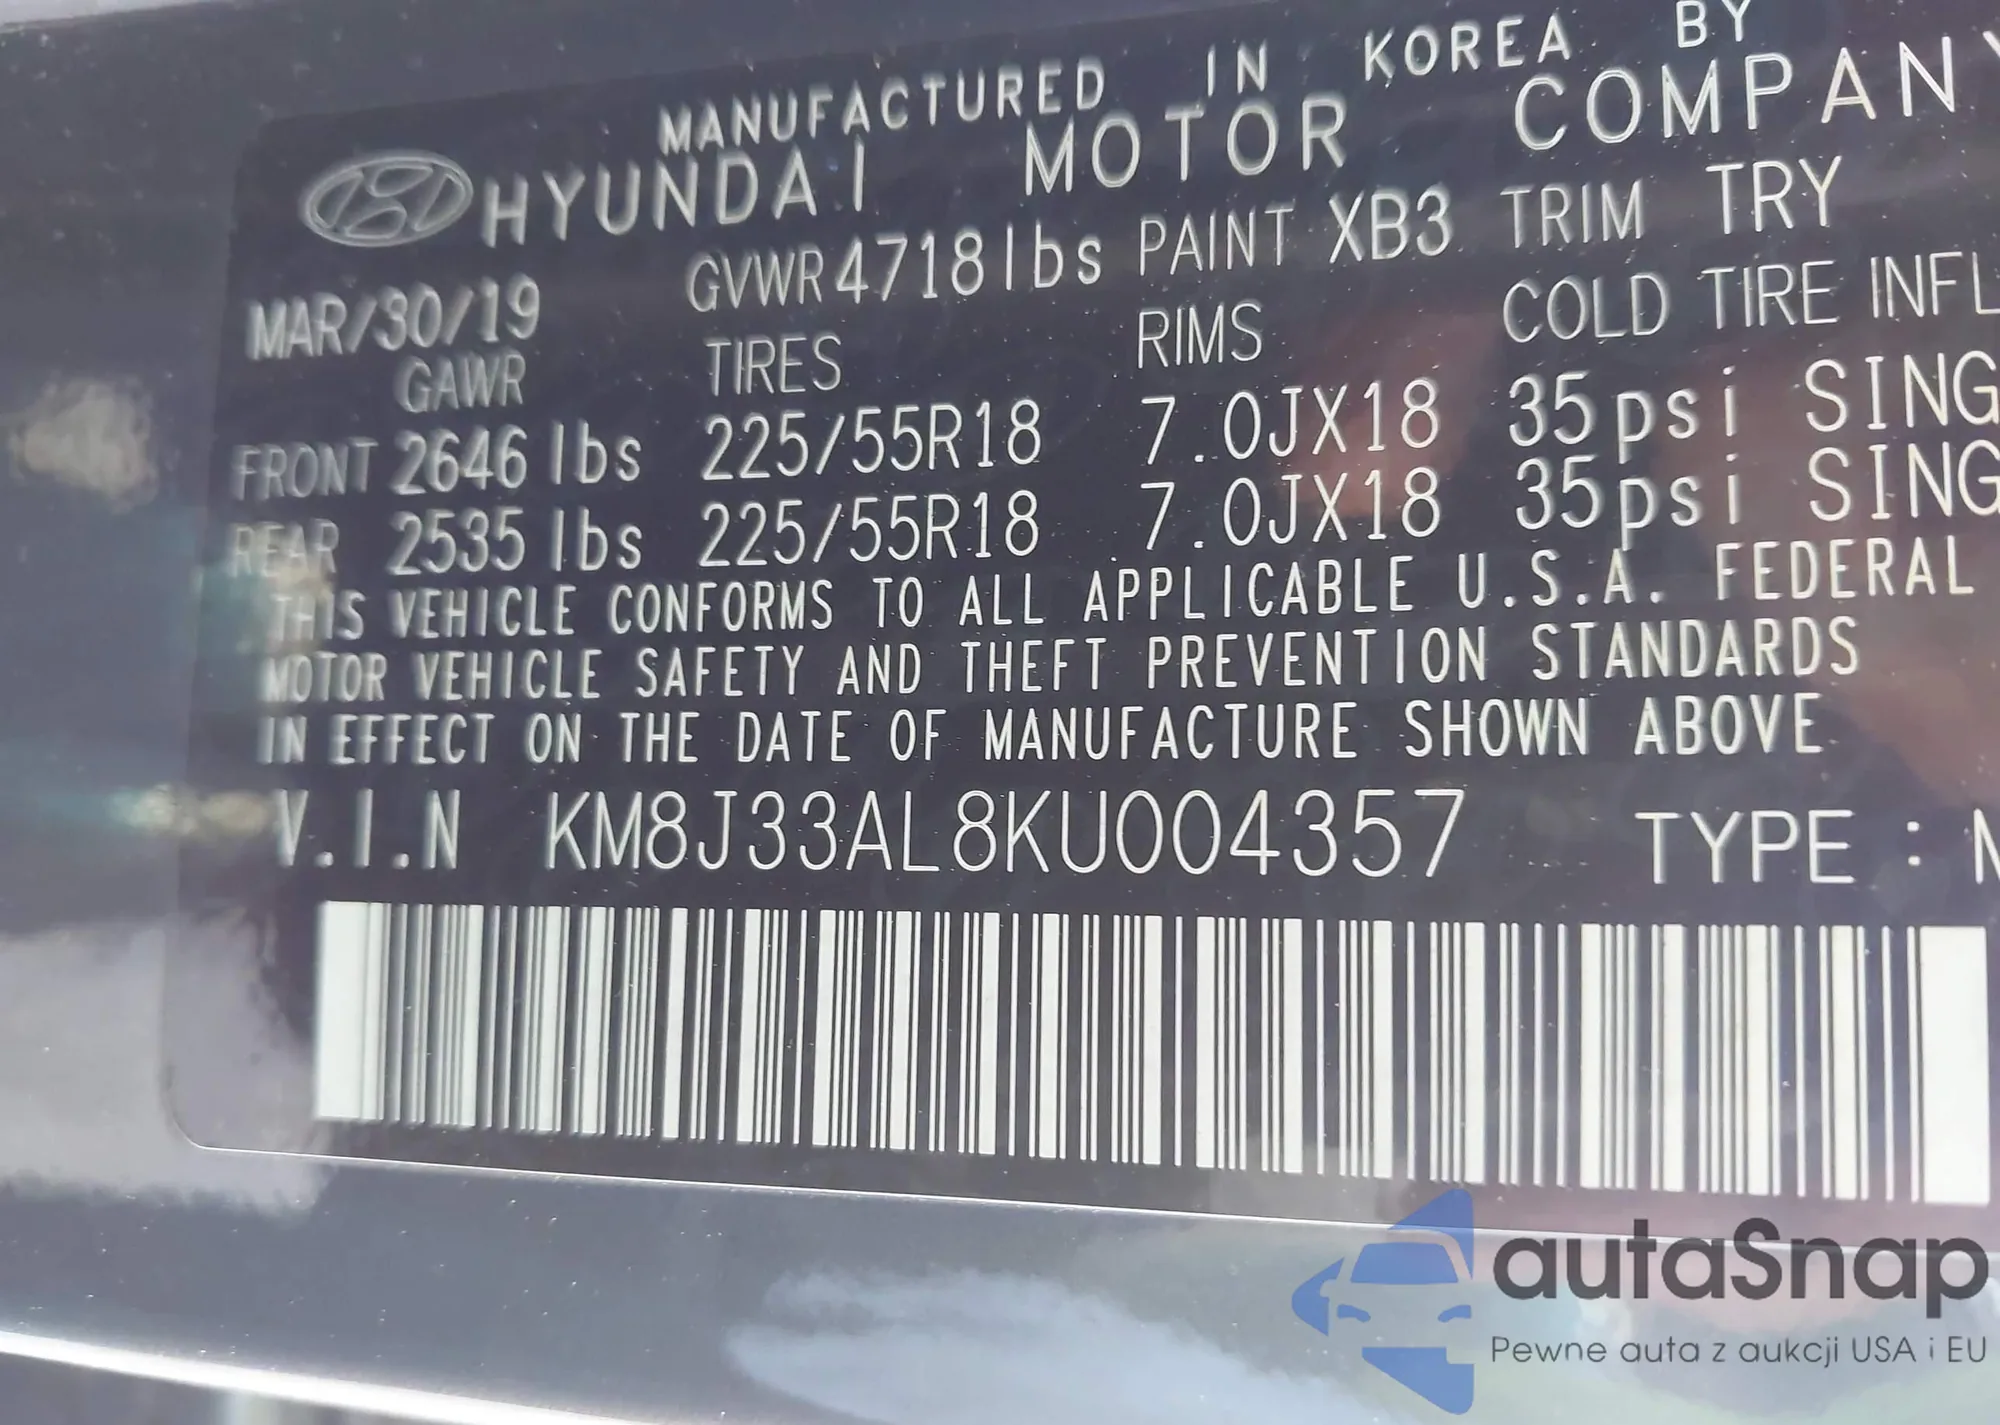 MANUFACTURED IN KOREA BY
HYUNDAI MOTOR COMPANY
MAR/30/19 GVWR 4718lbs PAINT XB3 TRIM TRY
GAWR TIRES RIMS COLD TIRE INFL
FRONT 2646 lbs 225/55R18 7.0JX18 35psi SING
REAR 2535 lbs 225/55R18 7.0JX18 35psi SING
THIS VEHICLE CONFORMS TO ALL APPLICABLE U.S.A. FEDERAL
MOTOR VEHICLE SAFETY AND THEFT PREVENTION STANDARDS
IN EFFECT ON THE DATE OF MANUFACTURE SHOWN ABOVE
V.I.N KM8J33AL8KU004357 TYPE :
autaSnap
Pewne auta z aukcji USA i EU